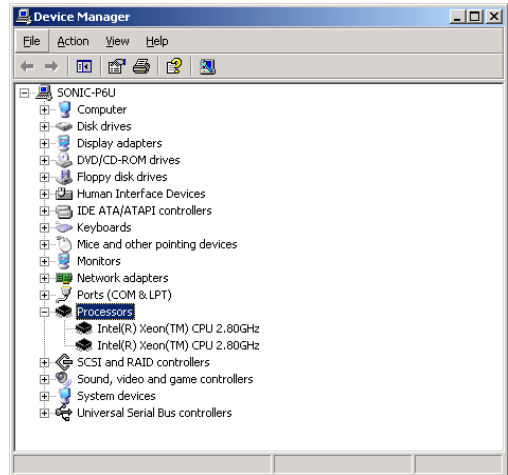 Device Manager
File Action View Help
SONIC-P6U
Computer
Disk drives
Display adapters
DVD/CD-ROM drives
Floppy disk drives
Human Interface Devices
IDE ATA/ATAPI controllers
Keyboards
Mice and other pointing devices
Monitors
Network adapters
Ports (COM & LPT)
Processors
Intel(R) Xeon(TM) CPU 2.80GHz
Intel(R) Xeon(TM) CPU 2.80GHz
SCSI and RAID controllers
Sound, video and game controllers
System devices
Universal Serial Bus controllers